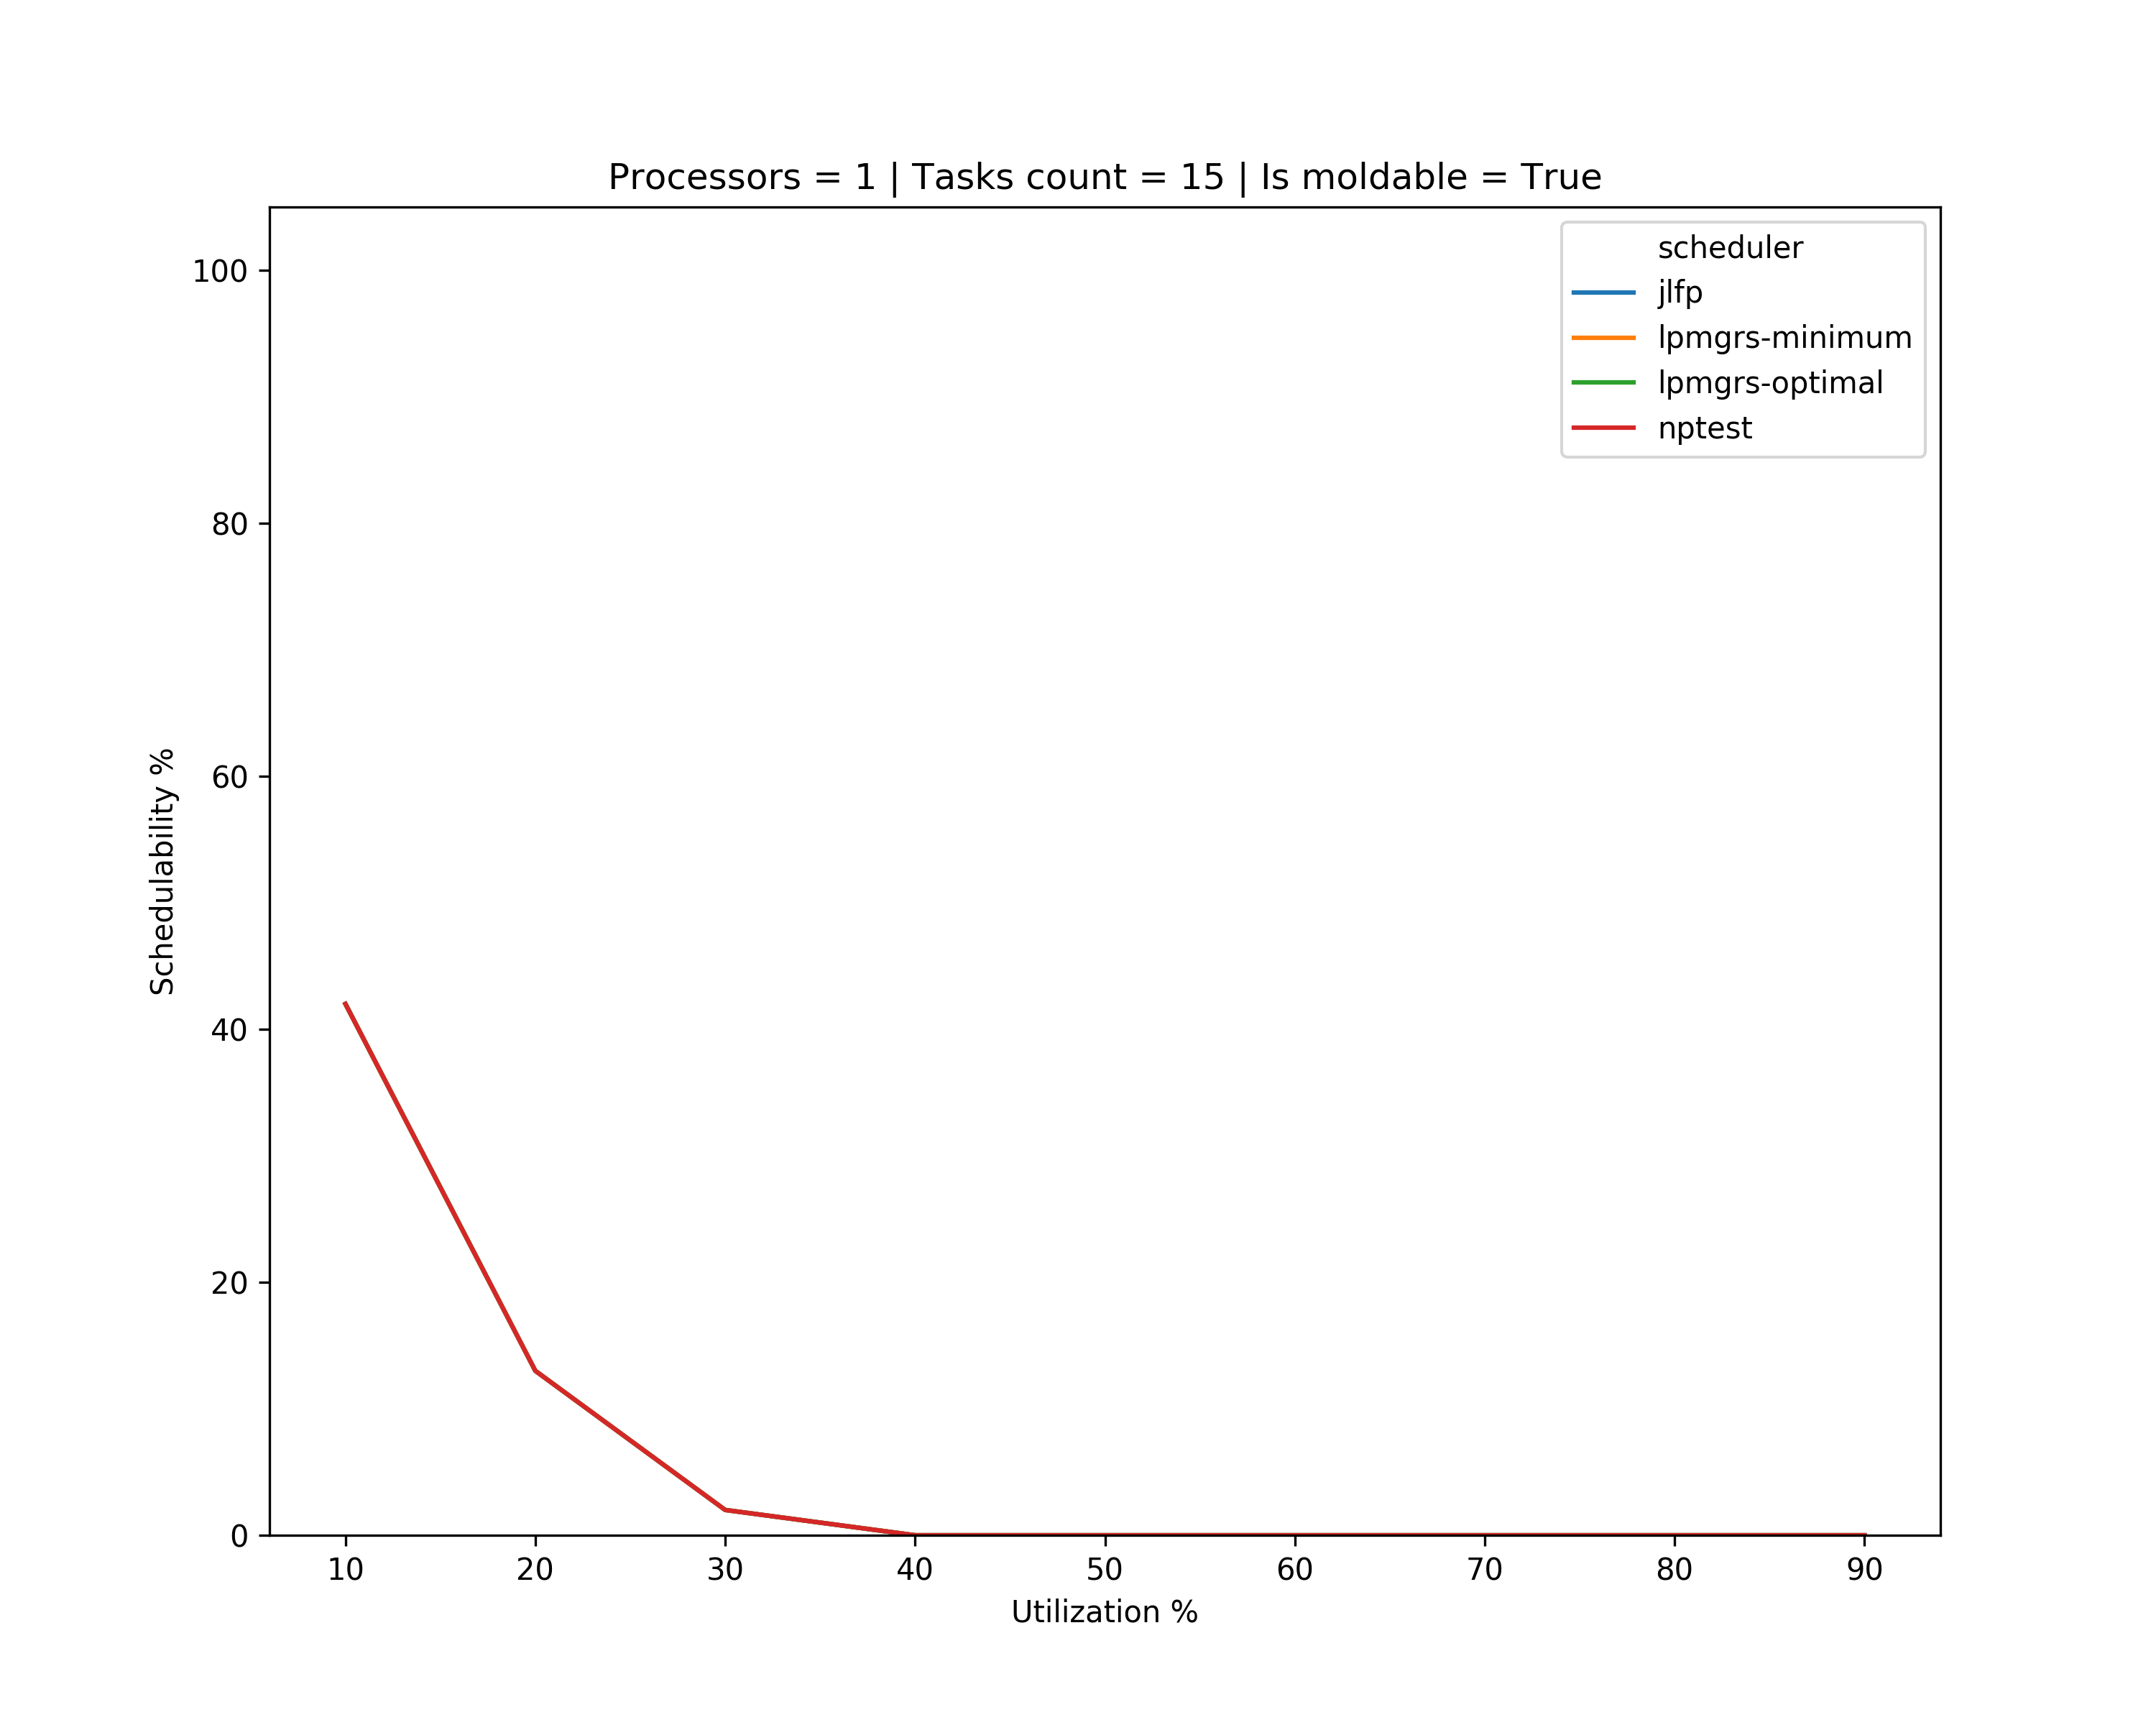 Processors = 1 | Tasks count = 15 | Is moldable = True
scheduler
jlfp
lpmgrs-minimum
lpmgrs-optimal
nptest
Schedulability %
100
80
60
40
20
0
10 20 30 40 50 60 70 80 90
Utilization %